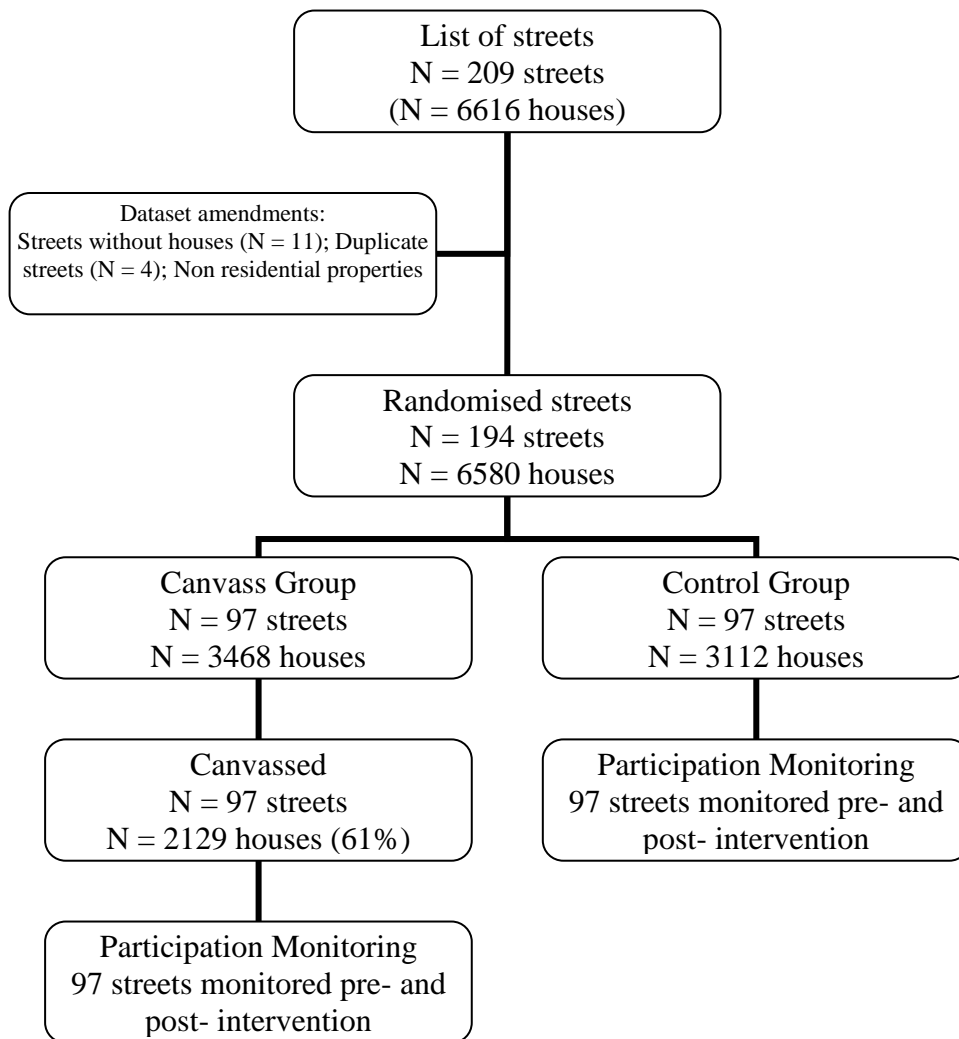 List of streets
N = 209 streets
(N = 6616 houses)
Dataset amendments:
Streets without houses (N = 11); Duplicate
streets (N = 4); Non residential properties
Randomised streets
N = 194 streets
N = 6580 houses
Canvass Group
N = 97 streets
N = 3468 houses
Control Group
N = 97 streets
N = 3112 houses
Canvassed
N = 97 streets
N = 2129 houses (61%)
Participation Monitoring
97 streets monitored pre- and
post- intervention
Participation Monitoring
97 streets monitored pre- and
post- intervention